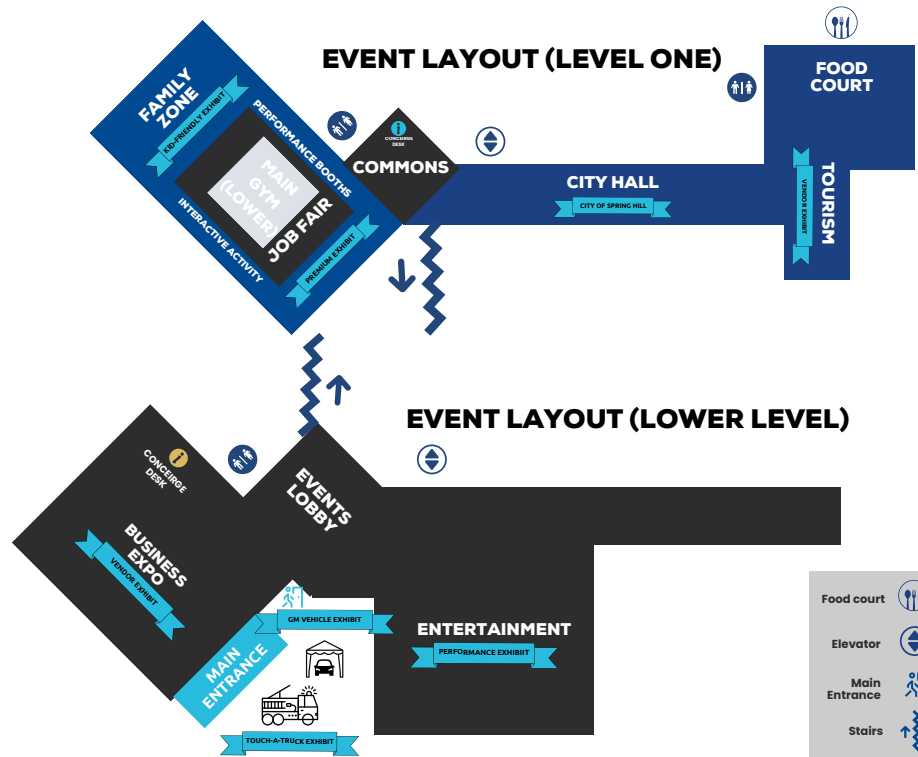 EVENT LAYOUT (LEVEL ONE)
FOOD
COURT
FAMILY
ZONE
KID-FRIENDLY EXHIBIT
PERFORMANCE BOOTHS
MAIN
GYM
(LOWER)
JOB FAIR
INTERACTIVE ACTIVITY
PREMIUM EXHIBIT
i
CONCIERGE
DESK
COMMONS
CITY HALL
CITY OF SPRING HILL
TOURISM
VENDOR EXHIBIT
EVENT LAYOUT (LOWER LEVEL)
i
CONCEIRGE
DESK
EVENTS
LOBBY
BUSINESS
EXPO
VENDOR EXHIBIT
MAIN
ENTRANCE
GM VEHICLE EXHIBIT
ENTERTAINMENT
PERFORMANCE EXHIBIIT
TOUCH-A-TRUCK EXHIBIT
Food court
Elevator
Main
Entrance
Stairs